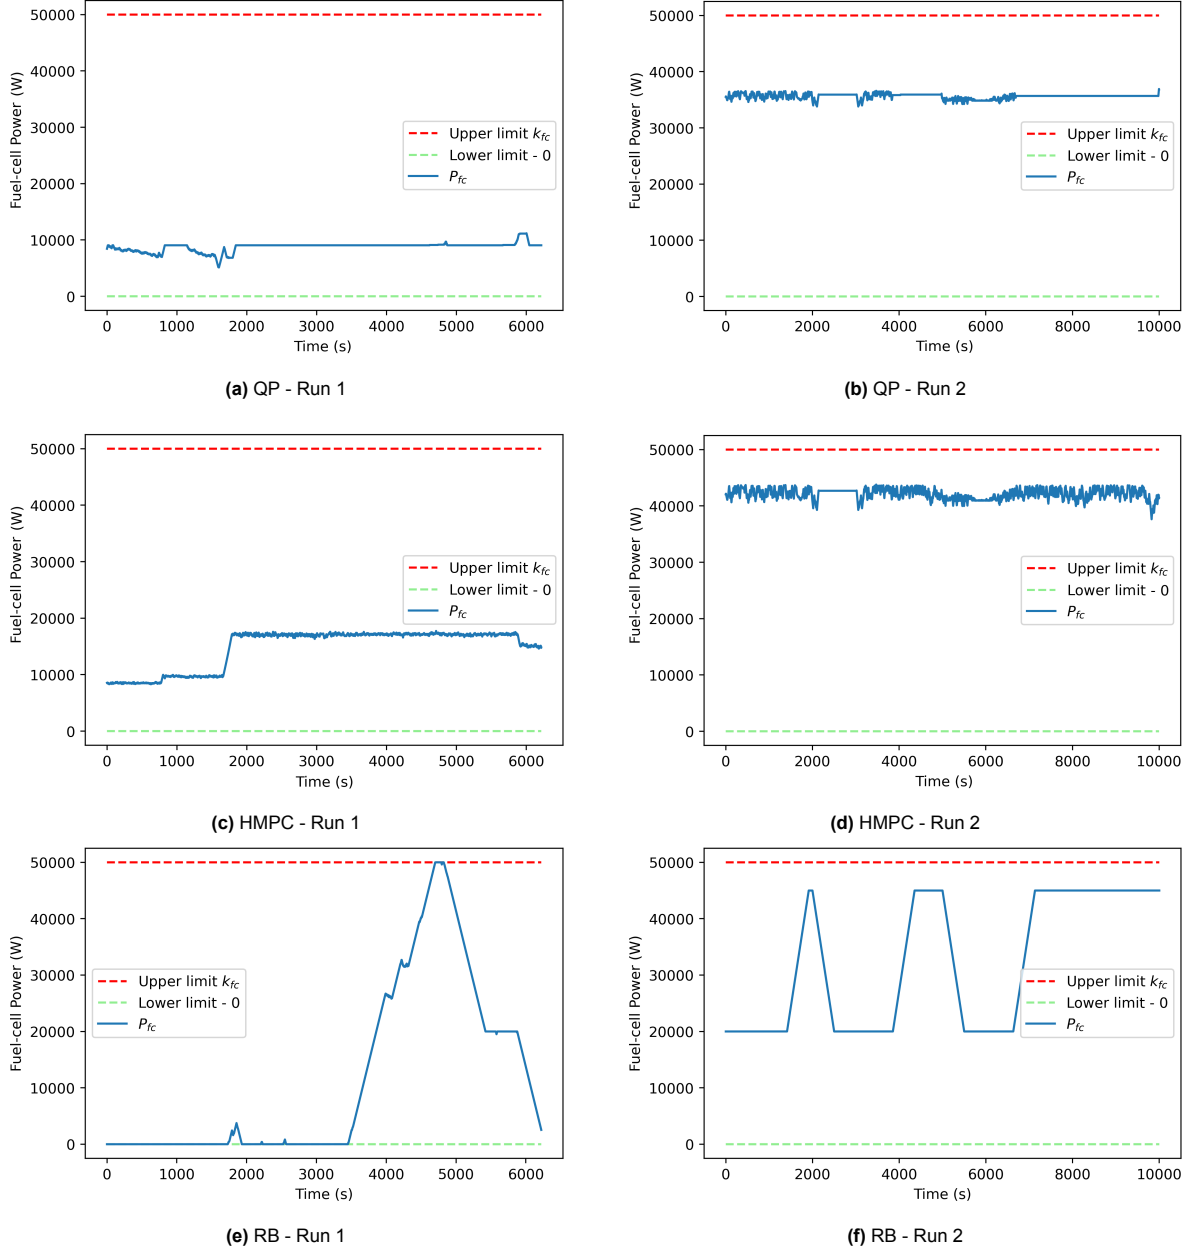 50000
40000
30000
20000
10000
0
Fuel-cell Power (W)
Upper limit k_fc
Lower limit - 0
P_fc
0 1000 2000 3000 4000 5000 6000
Time (s)
(a) QP - Run 1
50000
40000
30000
20000
10000
0
Fuel-cell Power (W)
Upper limit k_fc
Lower limit - 0
P_fc
0 2000 4000 6000 8000 10000
Time (s)
(b) QP - Run 2
50000
40000
30000
20000
10000
0
Fuel-cell Power (W)
Upper limit k_fc
Lower limit - 0
P_fc
0 1000 2000 3000 4000 5000 6000
Time (s)
(c) HMPC - Run 1
50000
40000
30000
20000
10000
0
Fuel-cell Power (W)
Upper limit k_fc
Lower limit - 0
P_fc
0 2000 4000 6000 8000 10000
Time (s)
(d) HMPC - Run 2
50000
40000
30000
20000
10000
0
Fuel-cell Power (W)
Upper limit k_fc
Lower limit - 0
P_fc
0 1000 2000 3000 4000 5000 6000
Time (s)
(e) RB - Run 1
50000
40000
30000
20000
10000
0
Fuel-cell Power (W)
Upper limit k_fc
Lower limit - 0
P_fc
0 2000 4000 6000 8000 10000
Time (s)
(f) RB - Run 2